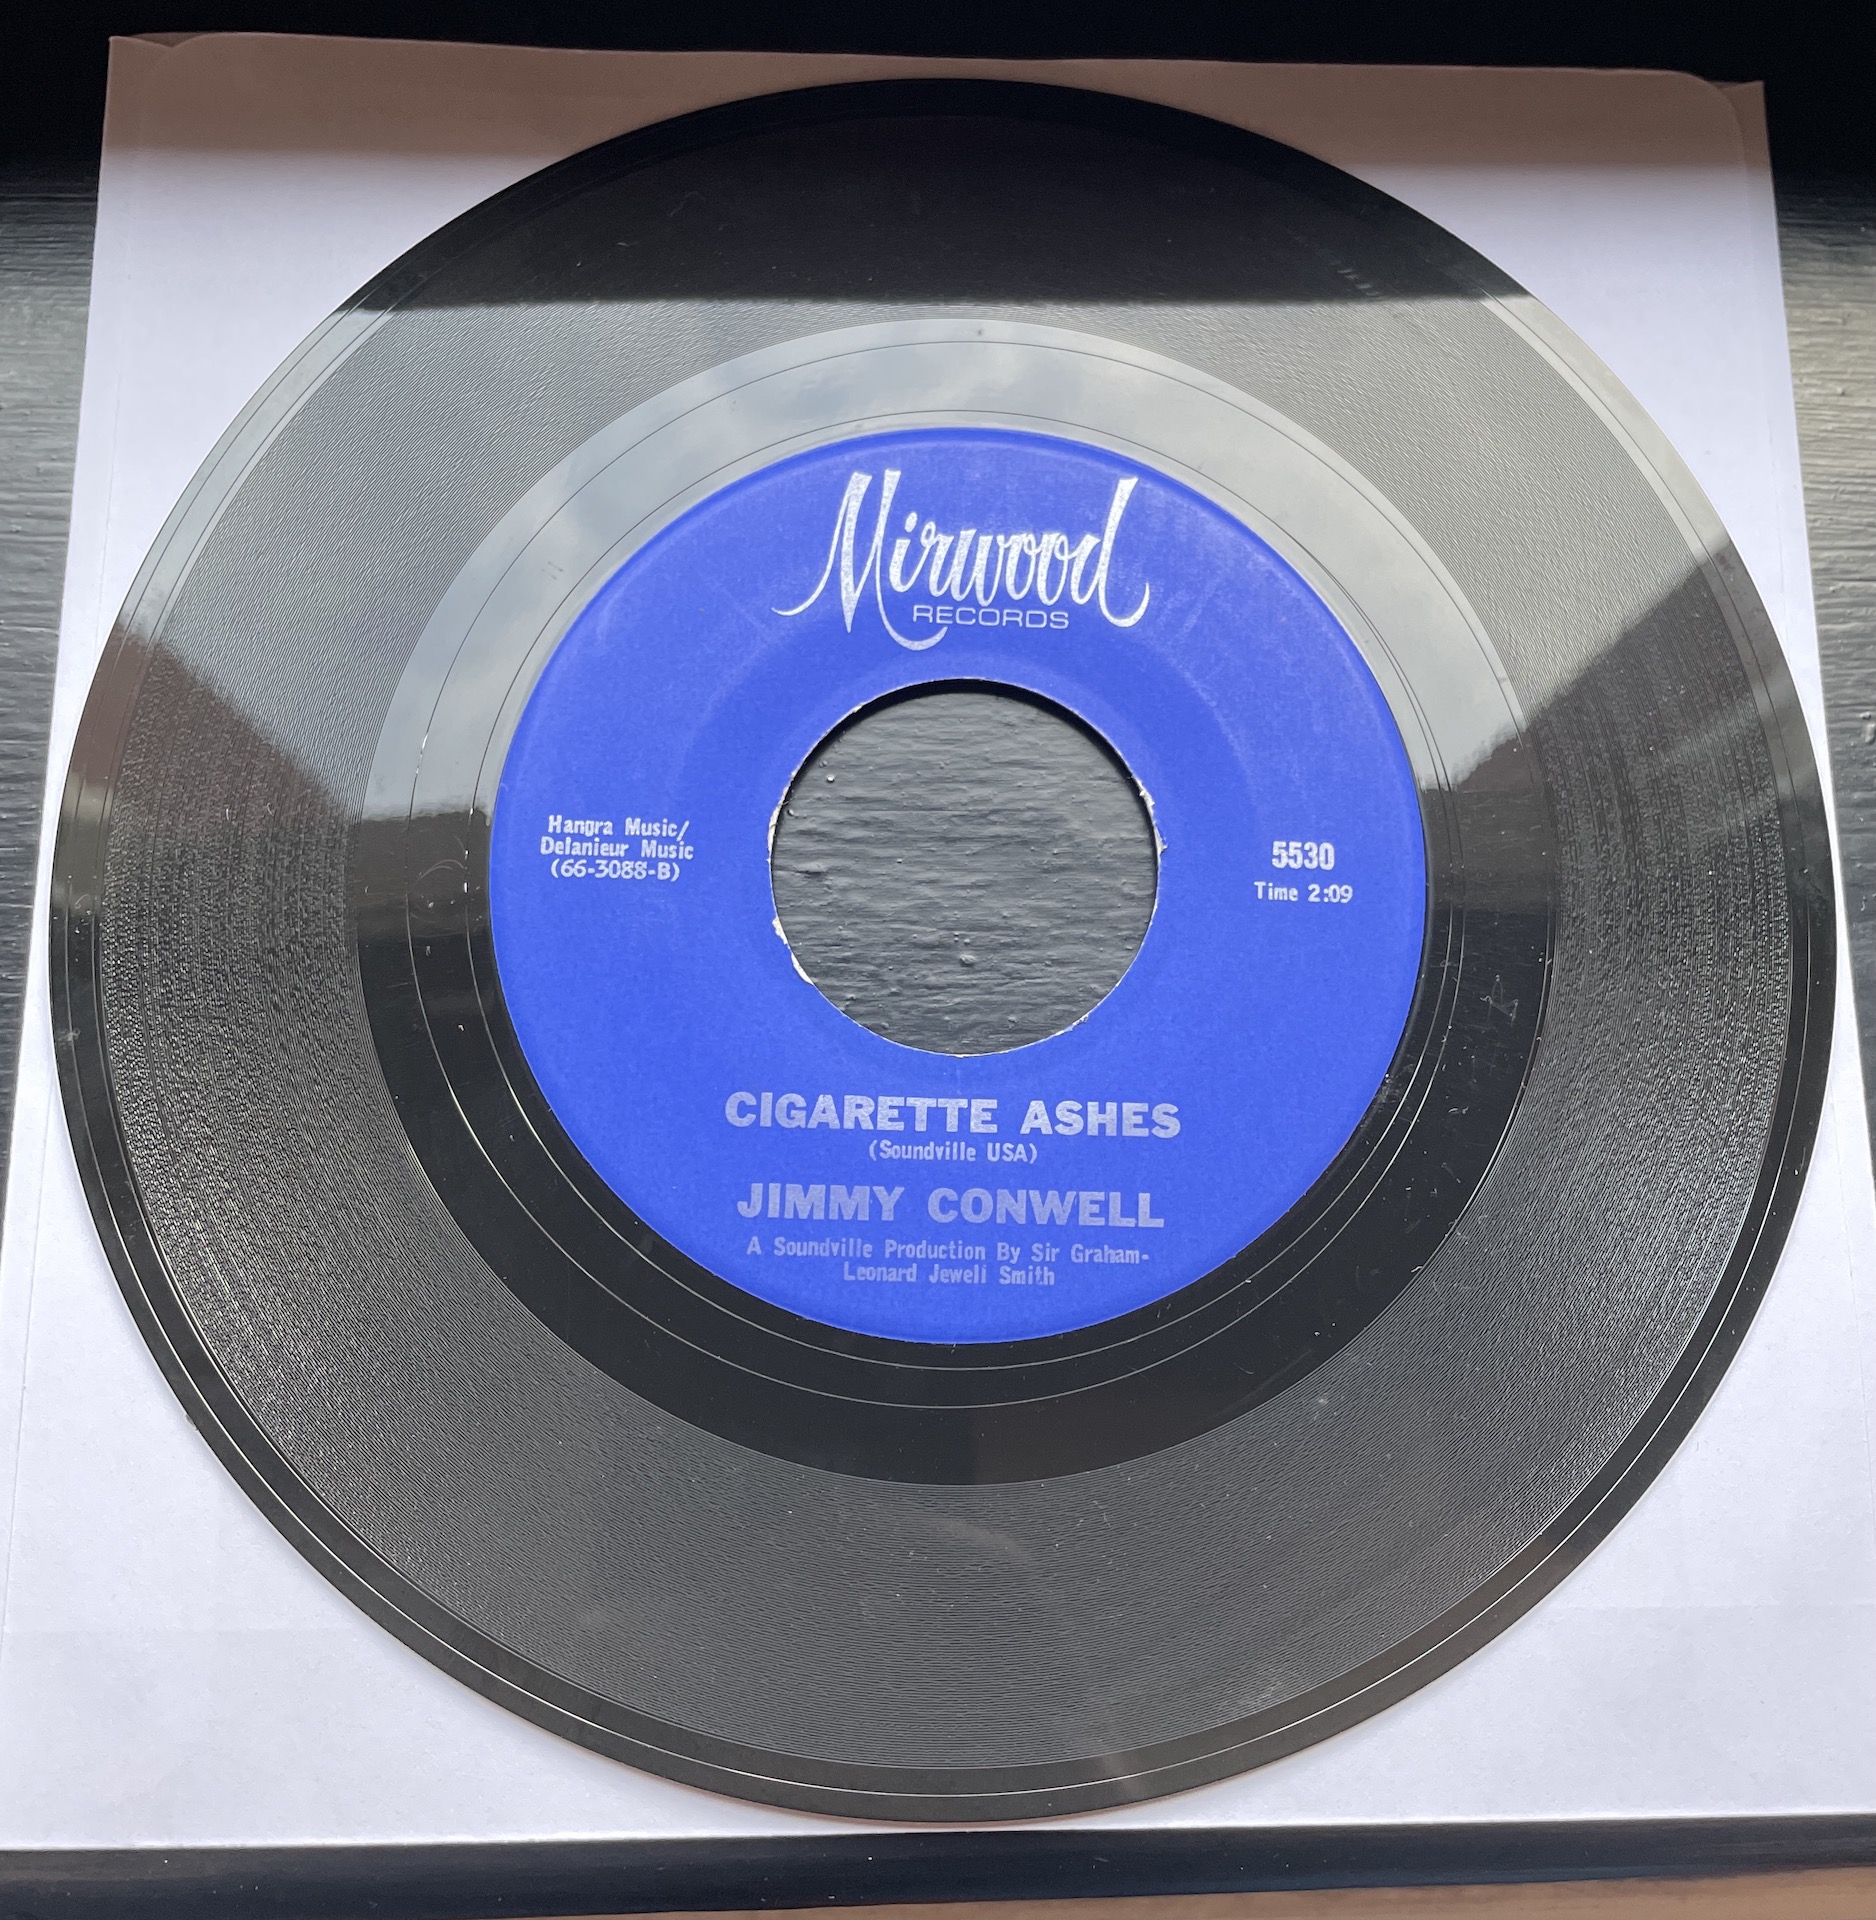 Mirwood
RECORDS
Hangra Music/
Delanieur Music
(66-3088-B)
5530
Time 2:09
CIGARETTE ASHES
(Soundville USA)
JIMMY CONWELL
A Soundville Production By Sir Graham-
Leonard Jewell Smith